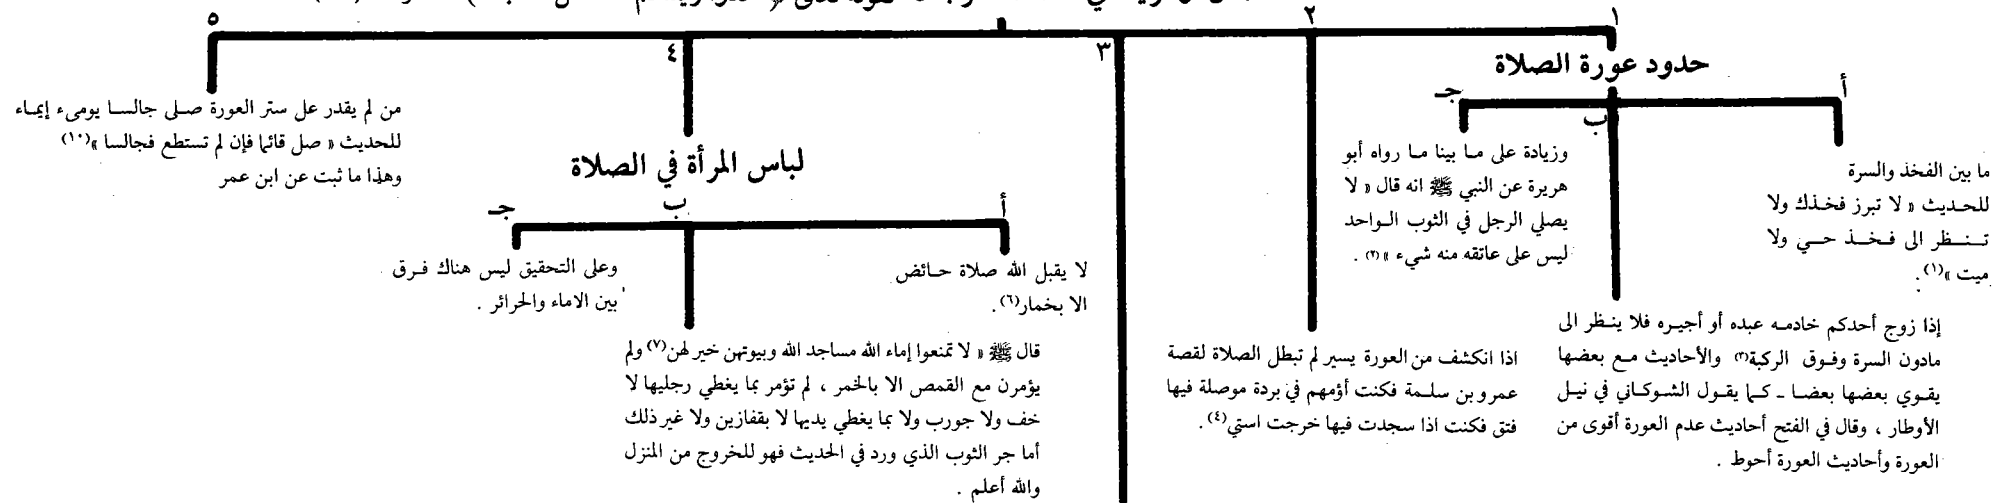 ٥
٢
١
٤
٣
حدود عورة الصلاة
أ
ب
جـ
ما بين الفخذ والسرة
للحديث « لا تبرز فخذك ولا
تنظر الى فخذ حي ولا
ميت »(١).
إذا زوج أحدكم خادمه عبده أو أجيره فلا ينظر الى
مادون السرة وفوق الركبة(٢) والأحاديث مع بعضها
يقوي بعضها بعضا ـ كما يقول الشوكاني في نيل
الأوطار ، وقال في الفتح أحاديث عدم العورة أقوى من
العورة وأحاديث العورة أحوط .
وزيادة على ما بينا ما رواه أبو
هريرة عن النبي ﷺ انه قال « لا
يصلي الرجل في الثوب الواحد
ليس على عاتقه منه شيء »(٣) .
اذا انكشف من العورة يسير لم تبطل الصلاة لقصة
عمرو بن سلمة فكنت أؤمهم في بردة موصلة فيها
فتق فكنت اذا سجدت فيها خرجت استي(٤) .
لباس المرأة في الصلاة
أ
ب
جـ
لا يقبل الله صلاة حائض
الا بخمار(٦).
قال ﷺ « لا تمنعوا إماء الله مساجد الله وبيوتهن خير لهن(٧) ولم
يؤمرن مع القمص الا بالخمر ، لم تؤمر بما يغطي رجليها لا
خف ولا جورب ولا بما يغطي يديها لا بقفازين ولا غير ذلك
أما جر الثوب الذي ورد في الحديث فهو للخروج من المنزل
والله أعلم .
وعلى التحقيق ليس هناك فرق
بين الاماء والحرائر .
من لم يقدر عل ستر العورة صلى جالسا يومىء إيماء
للحديث « صل قائما فإن لم تستطع فجالسا »(١٠)
وهذا ما ثبت عن ابن عمر